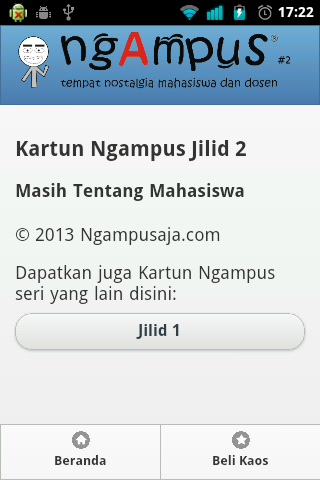 17:22
ngAmpus® #2
tempat nostalgia mahasiswa dan dosen
Kartun Ngampus Jilid 2
Masih Tentang Mahasiswa
© 2013 Ngampusaja.com
Dapatkan juga Kartun Ngampus
seri yang lain disini:
Jilid 1
Beranda
Beli Kaos